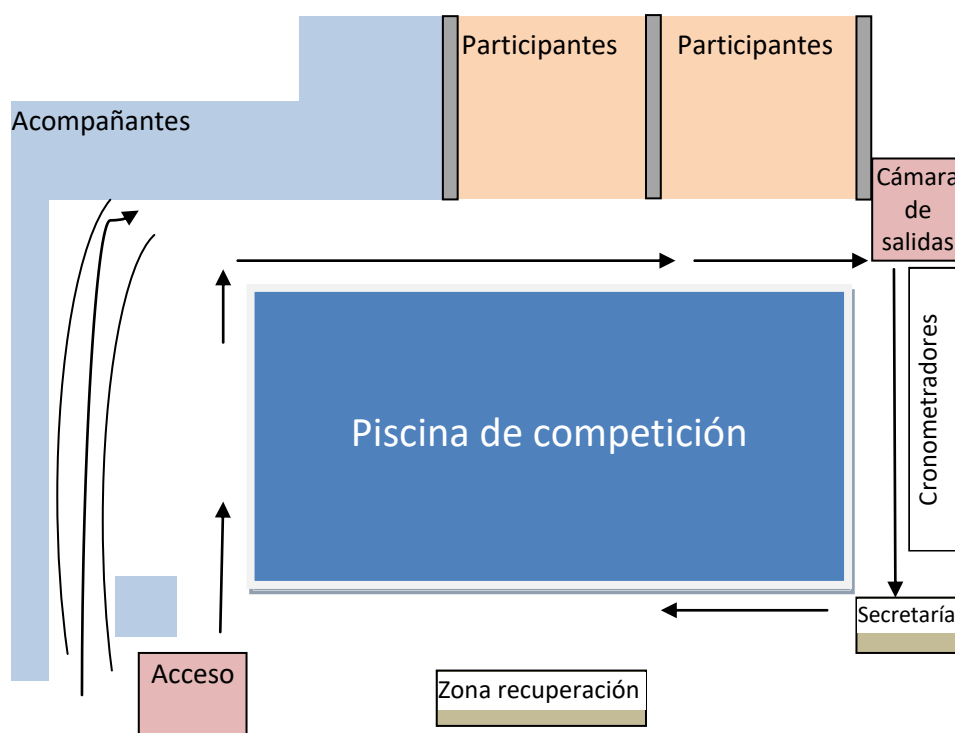 Participantes
Participantes
Acompañantes
Cámara
de
salidas
Cronometradores
Piscina de competición
Secretaría
Acceso
Zona recuperación